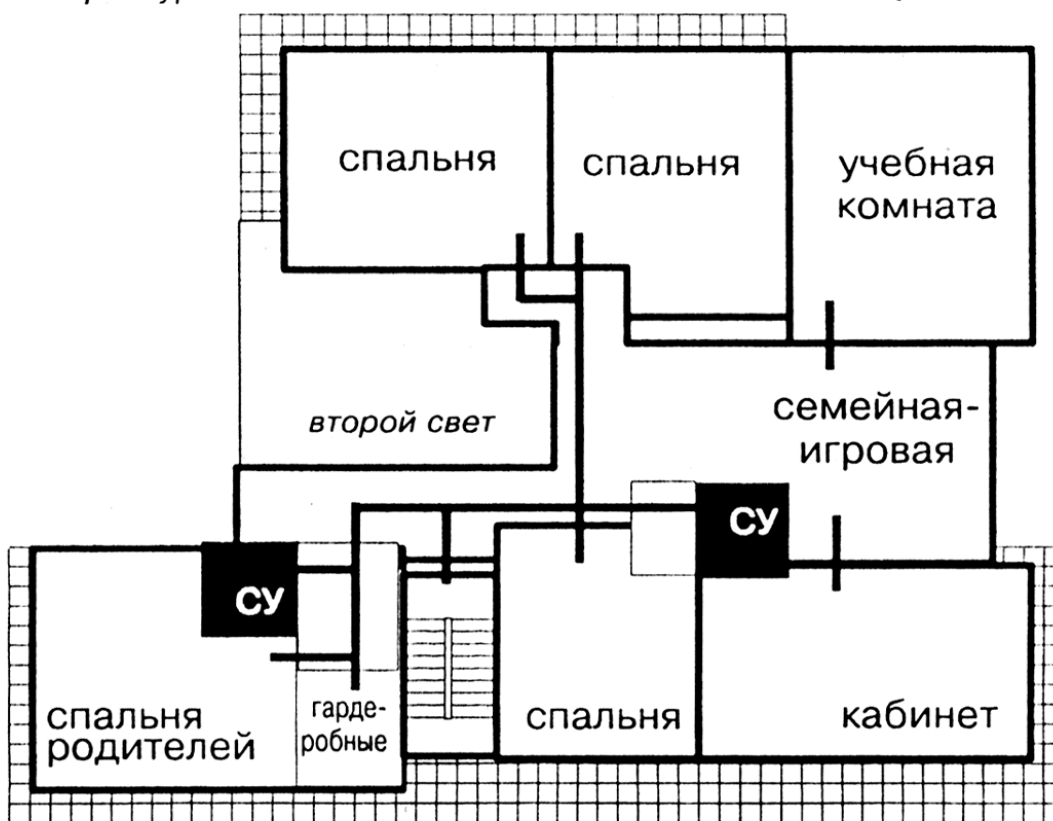 спальня
спальня
учебная
комната
второй свет
семейная-
игровая
СУ
СУ
спальня
родителей
гарде-
робные
спальня
кабинет